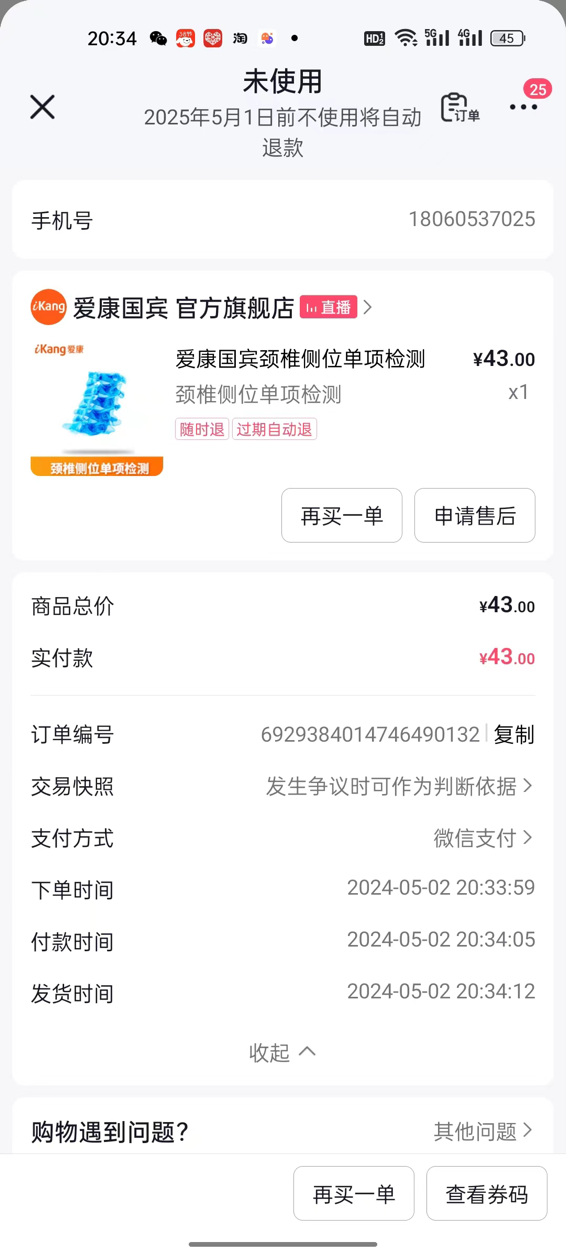 20:34
淘
HD2
5G
4G
45
未使用
2025年5月1日前不使用将自动
退款
订单
25
手机号 18060537025
iKang 爱康国宾 官方旗舰店 直播
iKang 爱康
颈椎侧位单项检测
爱康国宾颈椎侧位单项检测 ¥43.00
颈椎侧位单项检测 x1
随时退 过期自动退
再买一单 申请售后
商品总价 ¥43.00
实付款 ¥43.00
订单编号 6929384014746490132 复制
交易快照 发生争议时可作为判断依据
支付方式 微信支付
下单时间 2024-05-02 20:33:59
付款时间 2024-05-02 20:34:05
发货时间 2024-05-02 20:34:12
收起
购物遇到问题？ 其他问题
再买一单 查看券码